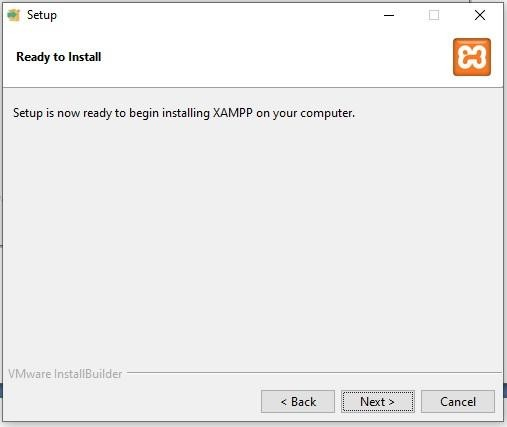 Setup
Ready to Install
Setup is now ready to begin installing XAMPP on your computer.
VMware InstallBuilder
< Back
Next >
Cancel